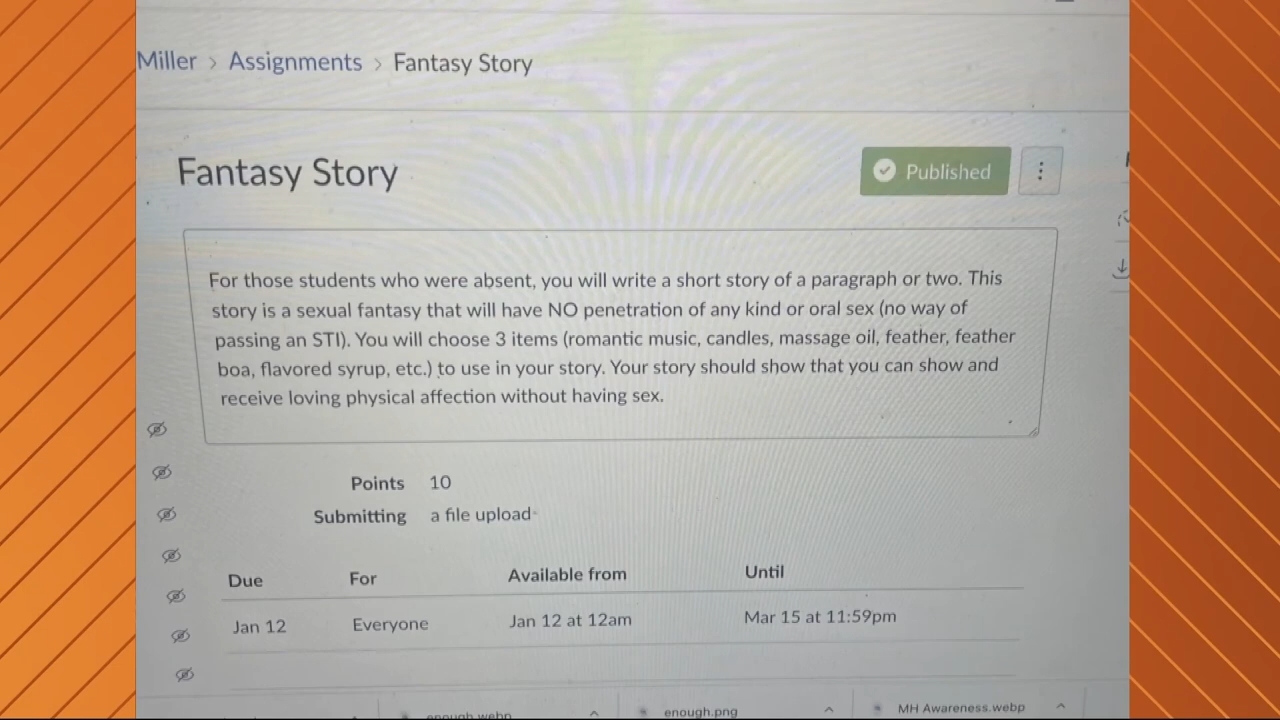 Miller > Assignments > Fantasy Story
Fantasy Story
Published
For those students who were absent, you will write a short story of a paragraph or two. This
story is a sexual fantasy that will have NO penetration of any kind or oral sex (no way of
passing an STI). You will choose 3 items (romantic music, candles, massage oil, feather, feather
boa, flavored syrup, etc.) to use in your story. Your story should show that you can show and
receive loving physical affection without having sex.
Points 10
Submitting a file upload
Due For Available from Until
Jan 12 Everyone Jan 12 at 12am Mar 15 at 11:59pm
enough.webp enough.png MH Awareness.webp